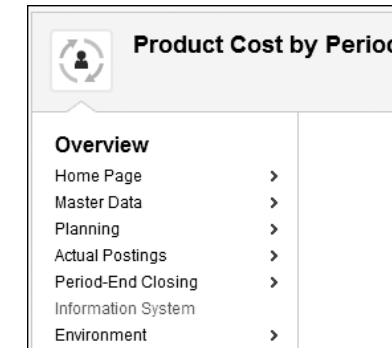 Product Cost by Period
Overview
Home Page
Master Data
Planning
Actual Postings
Period-End Closing
Information System
Environment